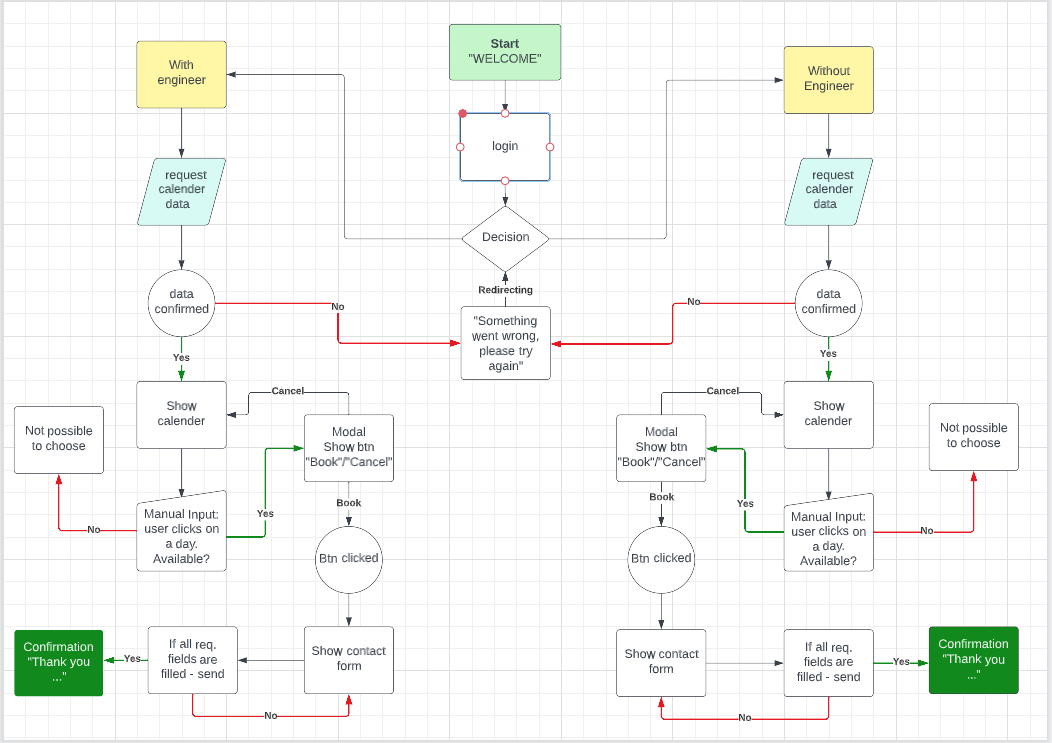 Start
"WELCOME"
With
engineer
Without
Engineer
login
request
calender
data
request
calender
data
Decision
Redirecting
data
confirmed
No
"Something
went wrong,
please try
again"
No
data
confirmed
Yes
Yes
Cancel
Cancel
Show
calender
Show
calender
Not possible
to choose
Modal
Show btn
"Book"/"Cancel"
Modal
Show btn
"Book"/"Cancel"
Not possible
to choose
Book
Book
Yes
Yes
No
Manual Input:
user clicks on
a day.
Available?
Manual Input:
user clicks on
a day.
Available?
No
Btn clicked
Btn clicked
Confirmation
"Thank you
..."
Yes
If all req.
fields are
filled - send
Show contact
form
Show contact
form
If all req.
fields are
filled - send
Yes
Confirmation
"Thank you
..."
No
No